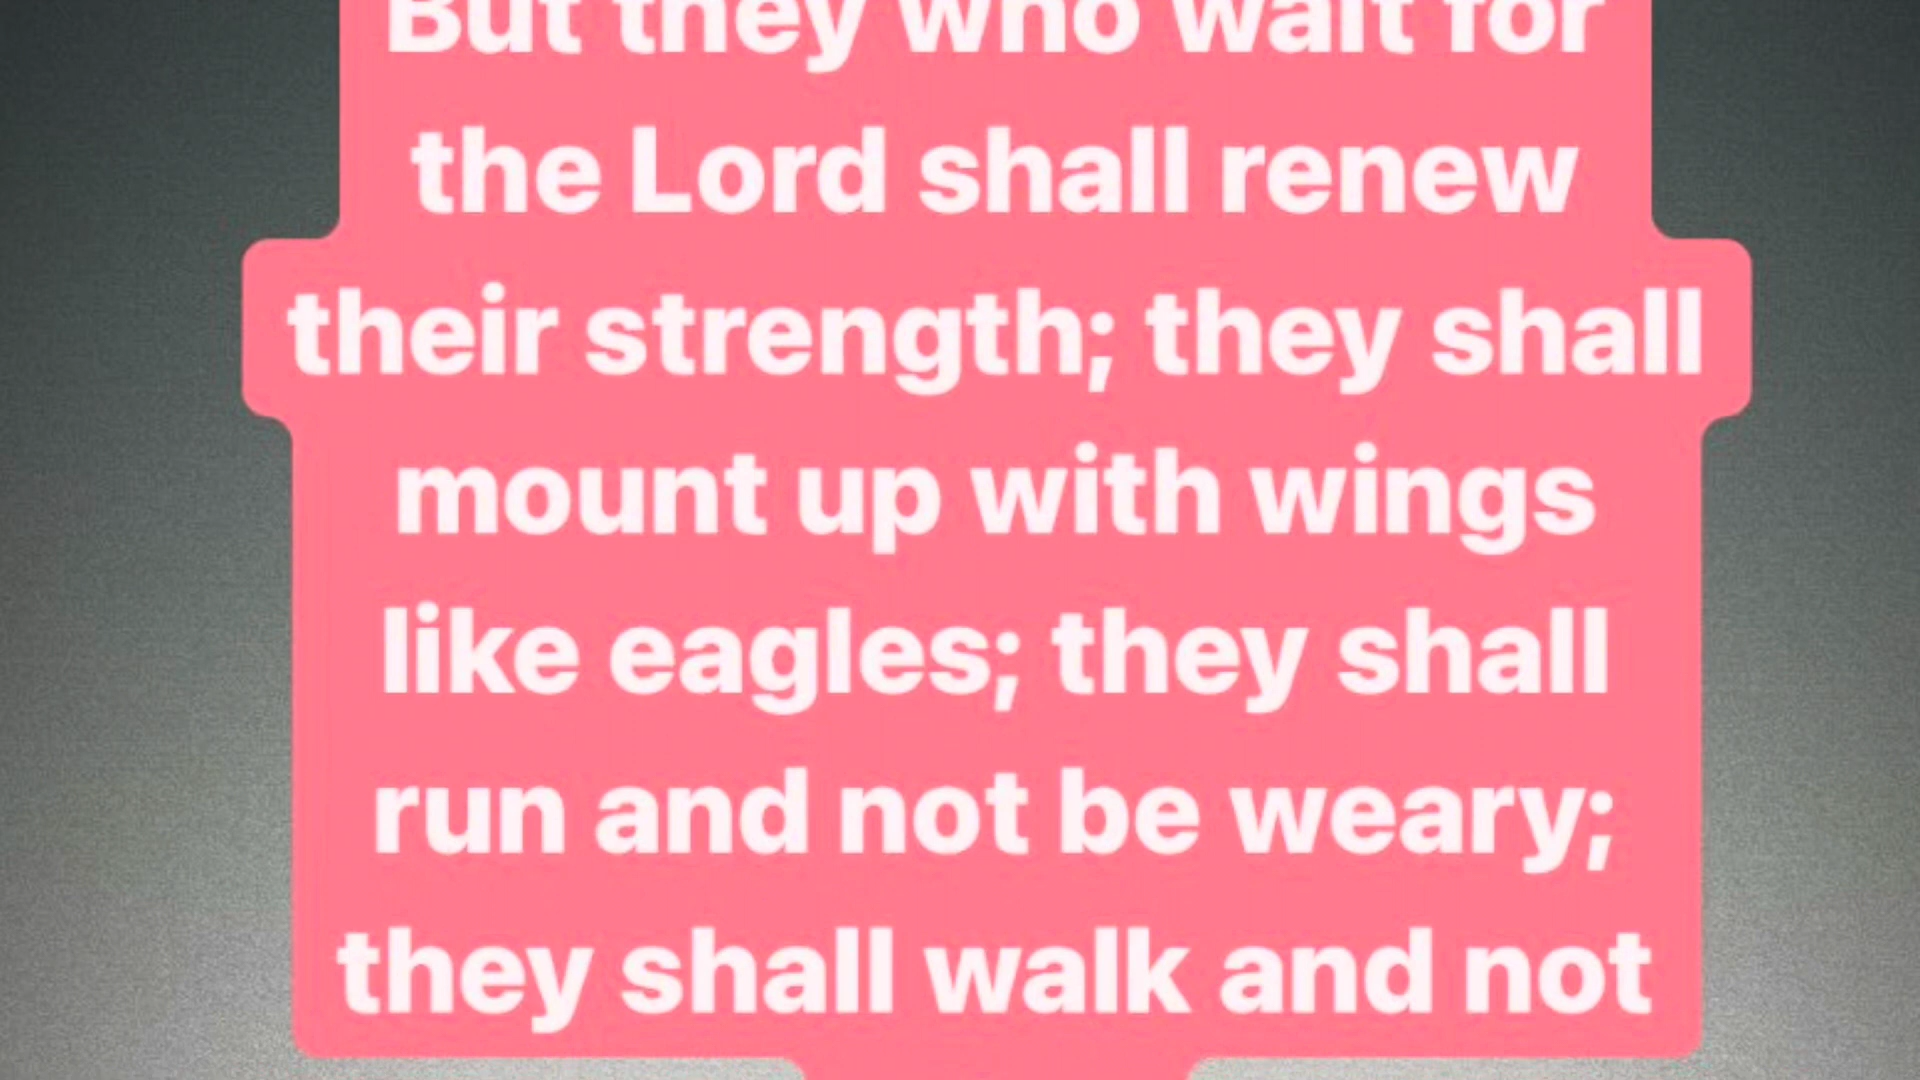 But they who wait for
the Lord shall renew
their strength; they shall
mount up with wings
like eagles; they shall
run and not be weary;
they shall walk and not